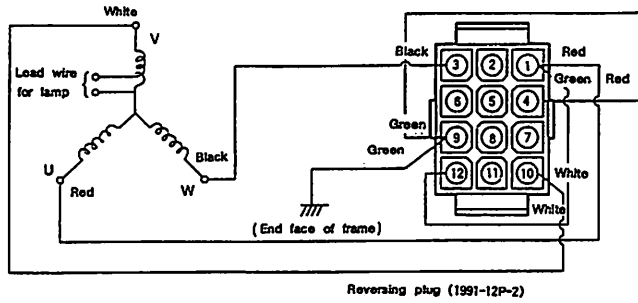 White
V
Load wire
for lamp
U
Red
Black
W
Black
Red
3 2 1
Green
Red
6 5 4
Green
9 8 7
Green
12 11 10
White
White
(End face of frame)
Reversing plug (1991-12P-2)